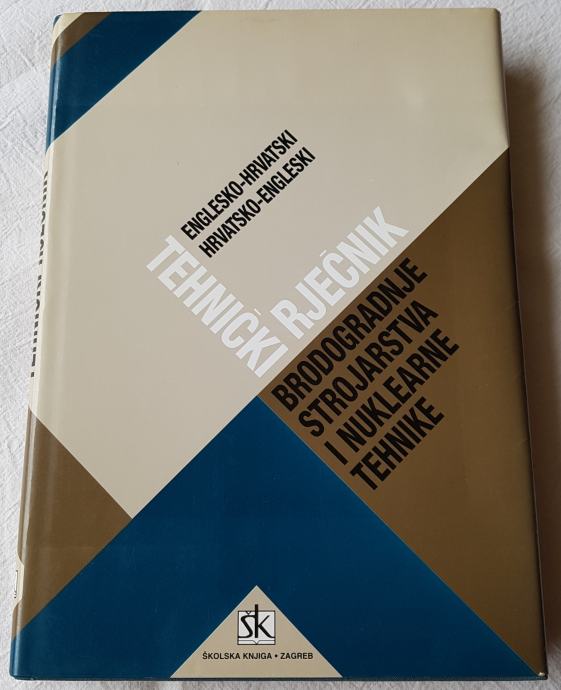 ENGLESKO-HRVATSKI
HRVATSKO-ENGLESKI
TEHNIČKI
RJEČNIK
BRODOGRADNJE
STROJARSTVA
I NUKLEARNE
TEHNIKE
ŠK
ŠKOLSKA KNJIGA • ZAGREB